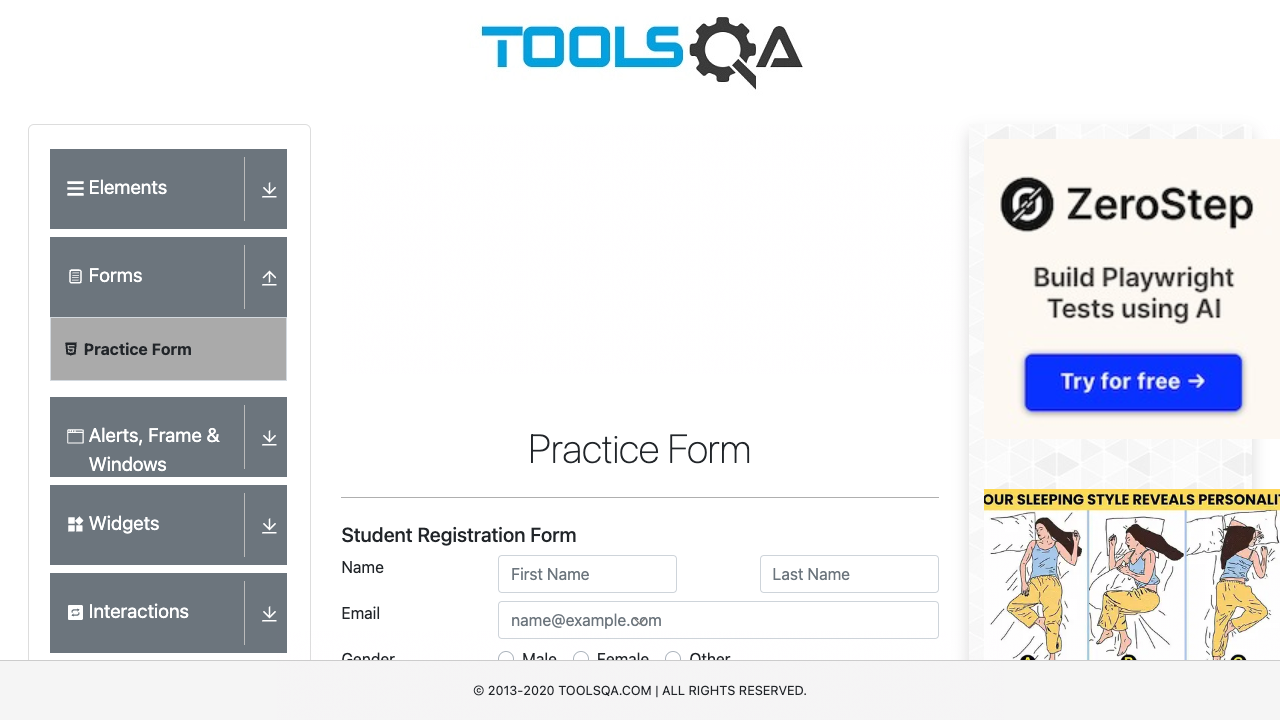 TOOLSQA
Elements
Forms
Practice Form
Alerts, Frame &
Windows
Widgets
Interactions
Practice Form
Student Registration Form
Name
First Name
Last Name
Email
name@example.com
Gender
Male
Female
Other
ZeroStep
Build Playwright
Tests using AI
Try for free →
OUR SLEEPING STYLE REVEALS PERSONALI
© 2013-2020 TOOLSQA.COM | ALL RIGHTS RESERVED.